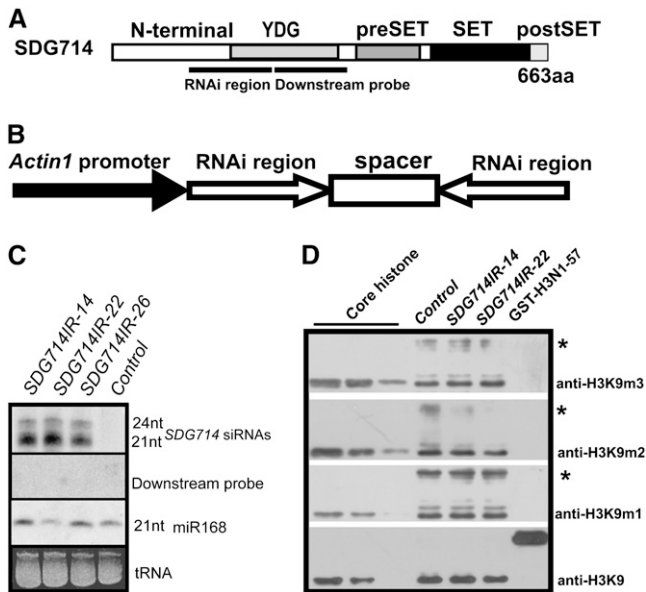 A
N-terminal YDG preSET SET postSET
SDG714
663aa
RNAi region Downstream probe
B
Actin1 promoter RNAi region spacer RNAi region
C
SDG714IR-14
SDG714IR-22
SDG714IR-26
Control
24nt
21nt SDG714 siRNAs
Downstream probe
21nt miR168
tRNA
D
Core histone
Control
SDG714IR-14
SDG714IR-22
GST-H3N1-57
*
anti-H3K9m3
*
anti-H3K9m2
*
anti-H3K9m1
anti-H3K9